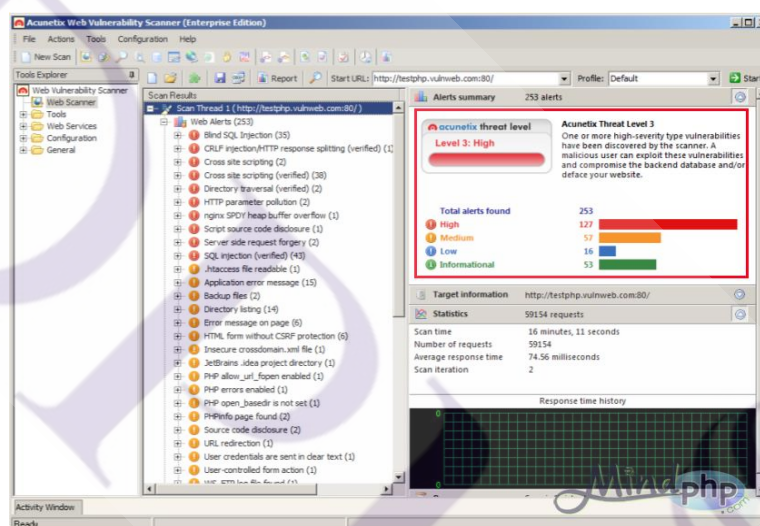 Acunetix Web Vulnerability Scanner (Enterprise Edition)
File Actions Tools Configuration Help
New Scan
Tools Explorer
Report
Start URL: http://testphp.vulnweb.com:80/
Profile: Default
Start
Web Vulnerability Scanner
Web Scanner
Tools
Web Services
Configuration
General
Scan Results
Scan Thread 1 ( http://testphp.vulnweb.com:80/ )
Web Alerts (253)
Blind SQL Injection (35)
CRLF injection/HTTP response splitting (verified) (1)
Cross site scripting (2)
Cross site scripting (verified) (38)
Directory traversal (verified) (2)
HTTP parameter pollution (2)
nginx SPDY heap buffer overflow (1)
Script source code disclosure (1)
Server side request forgery (2)
SQL injection (verified) (43)
.htaccess file readable (1)
Application error message (15)
Backup files (2)
Directory listing (14)
Error message on page (6)
HTML form without CSRF protection (6)
Insecure crossdomain.xml file (1)
JetBrains .idea project directory (1)
PHP allow_url_fopen enabled (1)
PHP errors enabled (1)
PHP open_basedir is not set (1)
PHPinfo page found (2)
Source code disclosure (2)
URL redirection (1)
User credentials are sent in clear text (1)
User-controlled form action (1)
WS_FTP log file found (1)
Alerts summary 253 alerts
acunetix threat level
Level 3: High
Acunetix Threat Level 3
One or more high-severity type vulnerabilities
have been discovered by the scanner. A
malicious user can exploit these vulnerabilities
and compromise the backend database and/or
deface your website.
Total alerts found 253
High 127
Medium 57
Low 16
Informational 53
Target information http://testphp.vulnweb.com:80/
Statistics 59154 requests
Scan time 16 minutes, 11 seconds
Number of requests 59154
Average response time 74.56 milliseconds
Scan iteration 2
Response time history
0
0
Mindphp
.com
Activity Window
Ready